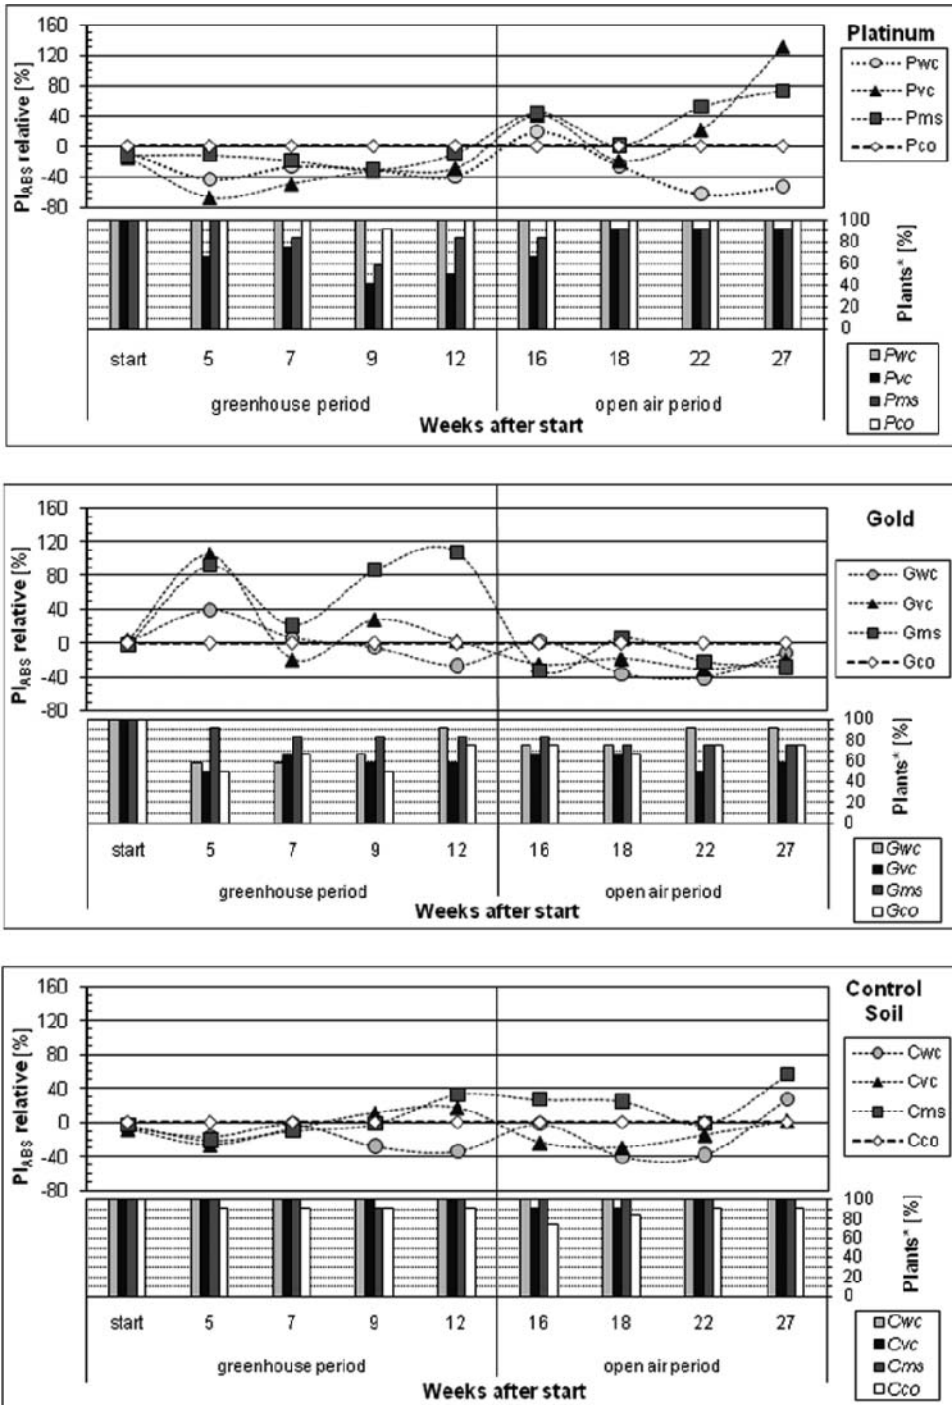 Platinum
PI_ABS relative [%]
160
120
80
40
0
-40
-80
Pwc
Pvc
Pms
Pco
Plants* [%]
100
80
60
40
20
0
start 5 7 9 12 16 18 22 27
greenhouse period open air period
Weeks after start
Pwc
Pvc
Pms
Pco
Gold
PI_ABS relative [%]
160
120
80
40
0
-40
-80
Gwc
Gvc
Gms
Gco
Plants* [%]
100
80
60
40
20
0
start 5 7 9 12 16 18 22 27
greenhouse period open air period
Weeks after start
Gwc
Gvc
Gms
Gco
Control
Soil
PI_ABS relative [%]
160
120
80
40
0
-40
-80
Cwc
Cvc
Cms
Cco
Plants* [%]
100
80
60
40
20
0
start 5 7 9 12 16 18 22 27
greenhouse period open air period
Weeks after start
Cwc
Cvc
Cms
Cco